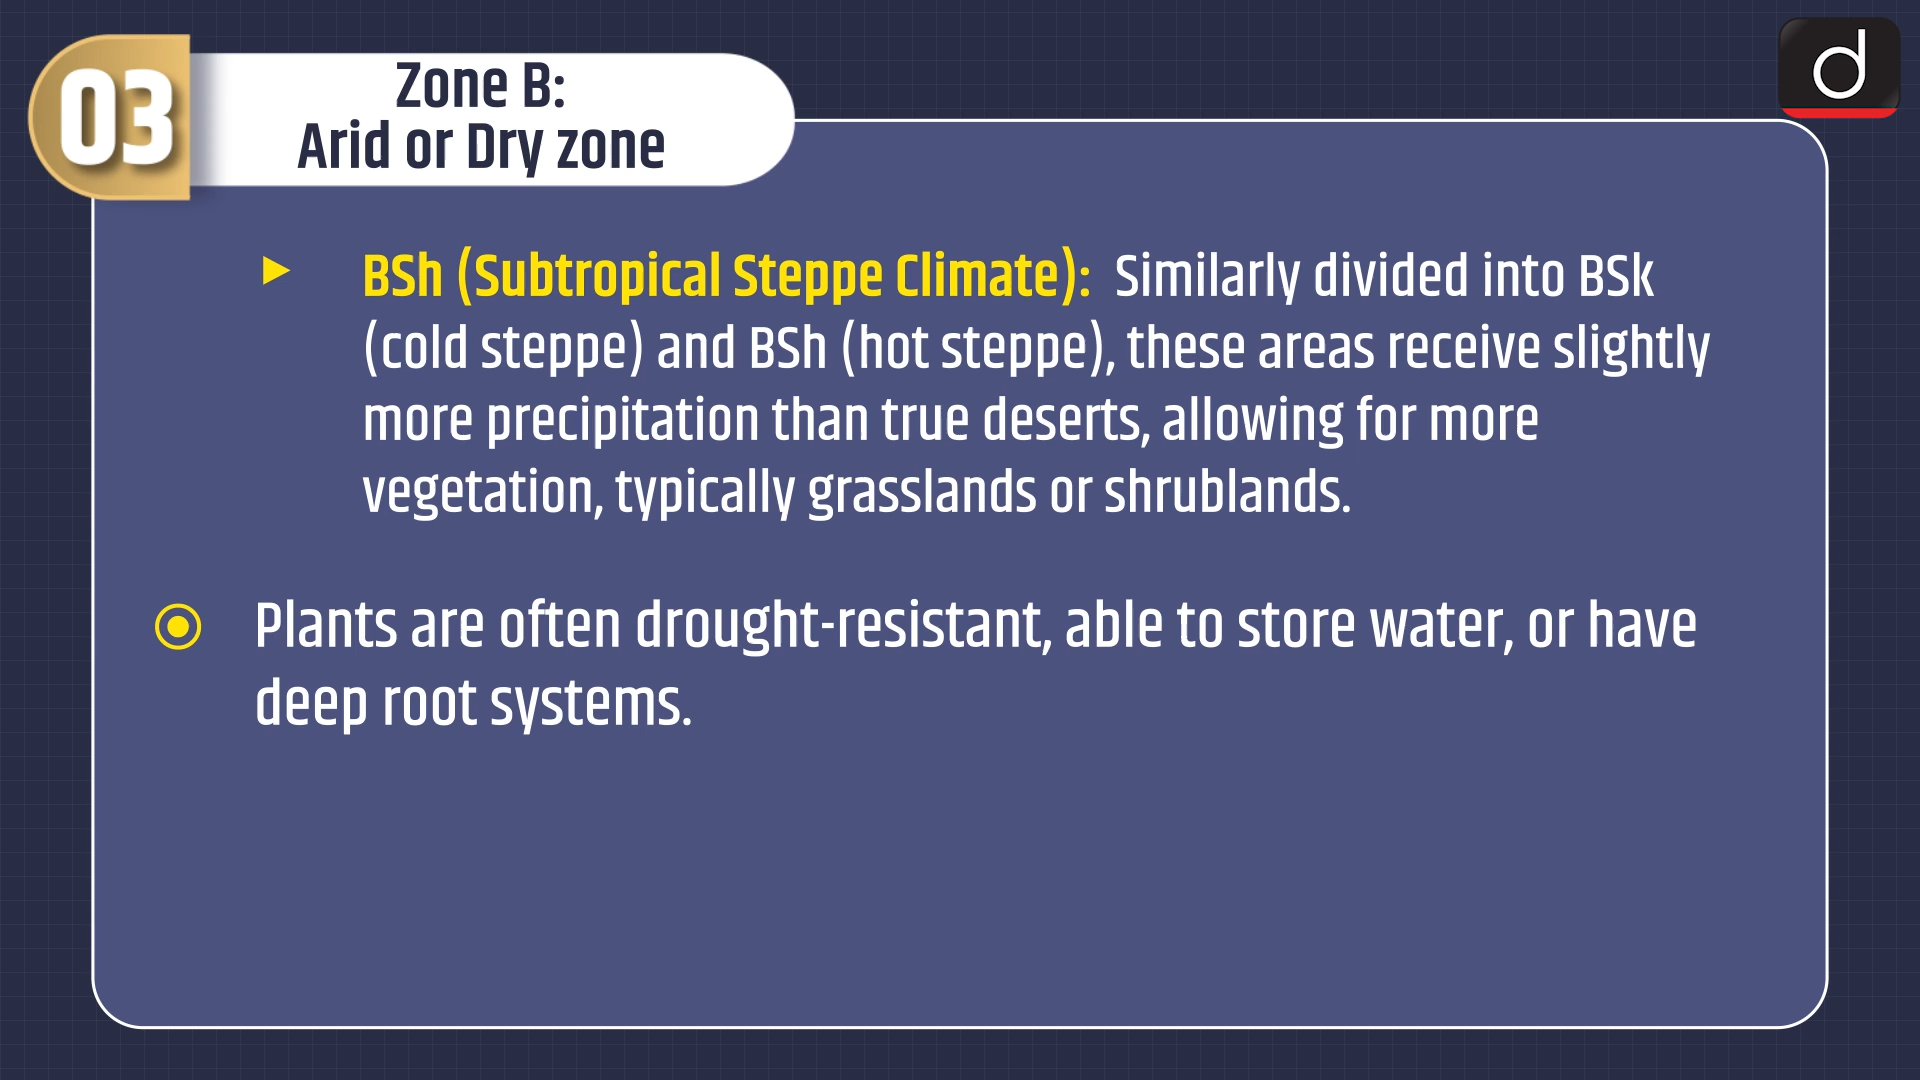 03
Zone B:
Arid or Dry zone
d
BSh (Subtropical Steppe Climate): Similarly divided into BSk
(cold steppe) and BSh (hot steppe), these areas receive slightly
more precipitation than true deserts, allowing for more
vegetation, typically grasslands or shrublands.
Plants are often drought-resistant, able to store water, or have
deep root systems.